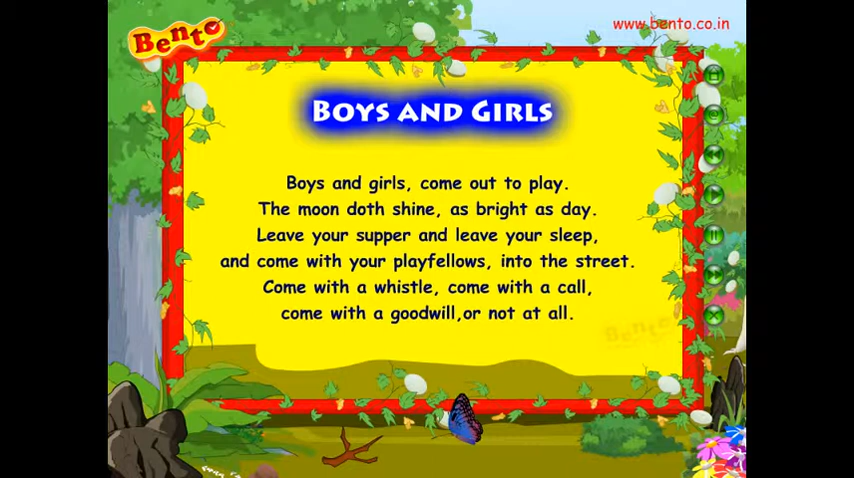 Bento
www.bento.co.in
BOYS AND GIRLS
Boys and girls, come out to play.
The moon doth shine, as bright as day.
Leave your supper and leave your sleep,
and come with your playfellows, into the street.
Come with a whistle, come with a call,
come with a goodwill,or not at all.
Bento